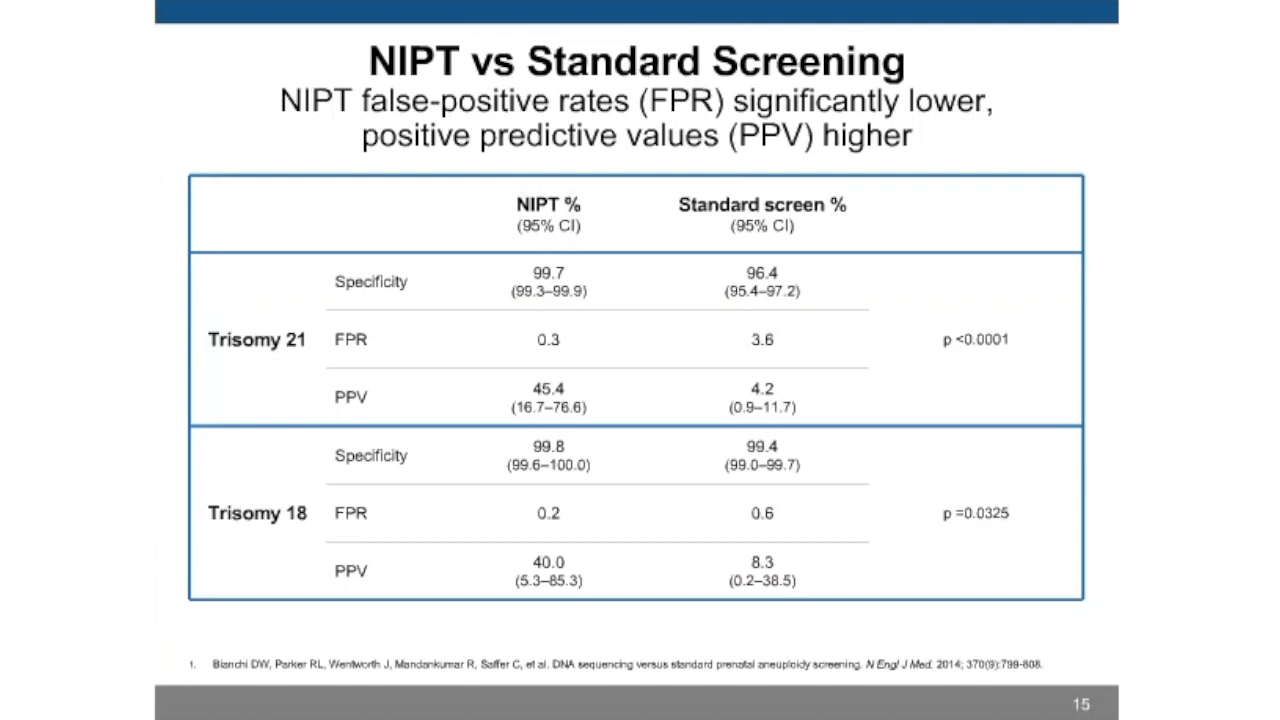 NIPT vs Standard Screening
NIPT false-positive rates (FPR) significantly lower,
positive predictive values (PPV) higher
NIPT % Standard screen %
(95% CI) (95% CI)
Trisomy 21
Specificity 99.7 96.4
(99.3–99.9) (95.4–97.2)
FPR 0.3 3.6 p <0.0001
PPV 45.4 4.2
(16.7–76.6) (0.9–11.7)
Trisomy 18
Specificity 99.8 99.4
(99.6–100.0) (99.0–99.7)
FPR 0.2 0.6 p =0.0325
PPV 40.0 8.3
(5.3–85.3) (0.2–38.5)
1. Bianchi DW, Parker RL, Wentworth J, Mandankumar R, Saffer C, et al. DNA sequencing versus standard prenatal aneuploidy screening. N Engl J Med. 2014; 370(9):799-808.
15